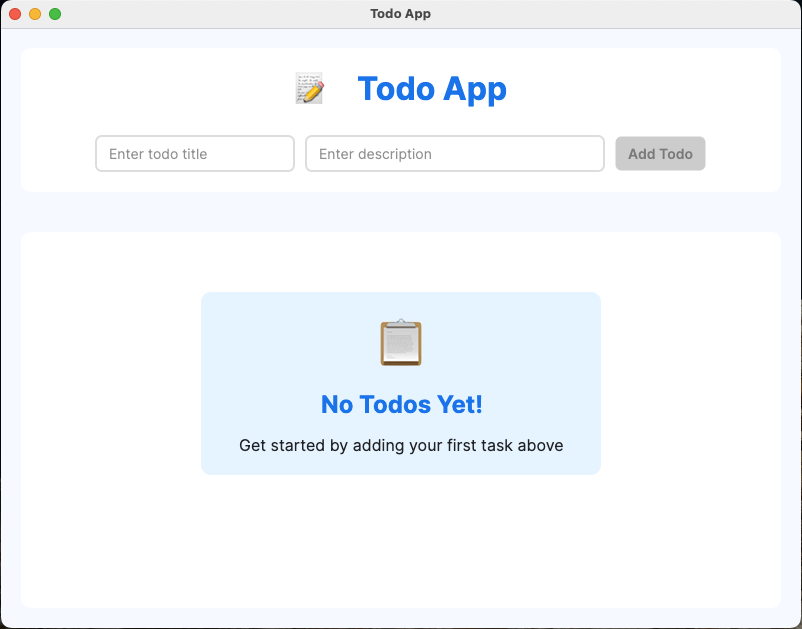 Todo App
Todo App
Enter todo title
Enter description
Add Todo
No Todos Yet!
Get started by adding your first task above